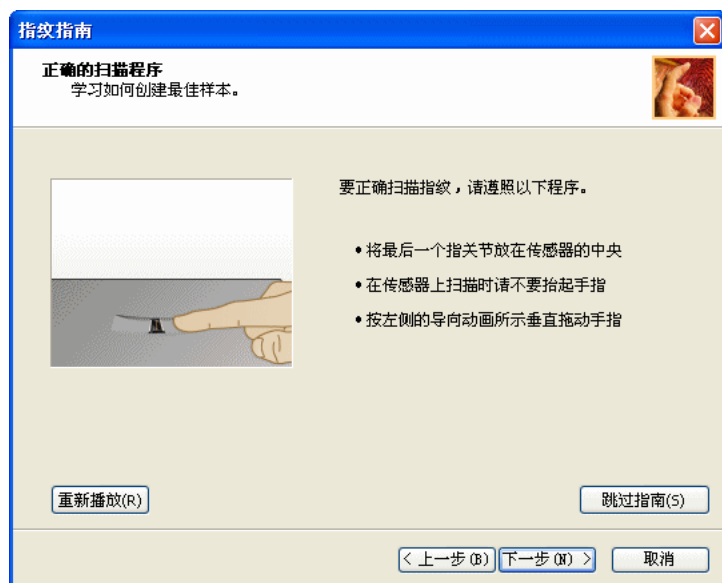 指纹指南
正确的扫描程序
学习如何创建最佳样本。
要正确扫描指纹，请遵照以下程序。
•将最后一个指关节放在传感器的中央
•在传感器上扫描时请不要抬起手指
•按左侧的导向动画所示垂直拖动手指
重新播放(R)
跳过指南(S)
< 上一步(B)
下一步(N) >
取消